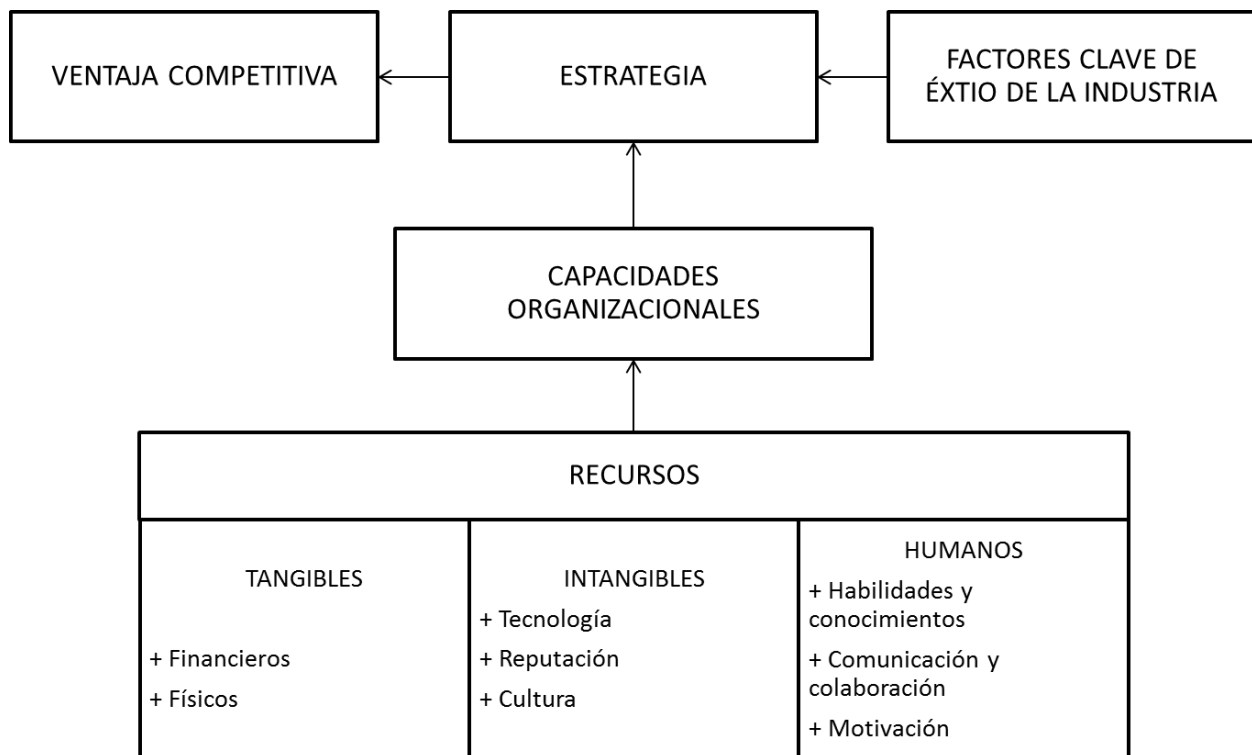 VENTAJA COMPETITIVA
ESTRATEGIA
FACTORES CLAVE DE
ÉXTIO DE LA INDUSTRIA
CAPACIDADES
ORGANIZACIONALES
RECURSOS
TANGIBLES
+ Financieros
+ Físicos
INTANGIBLES
+ Tecnología
+ Reputación
+ Cultura
HUMANOS
+ Habilidades y
conocimientos
+ Comunicación y
colaboración
+ Motivación